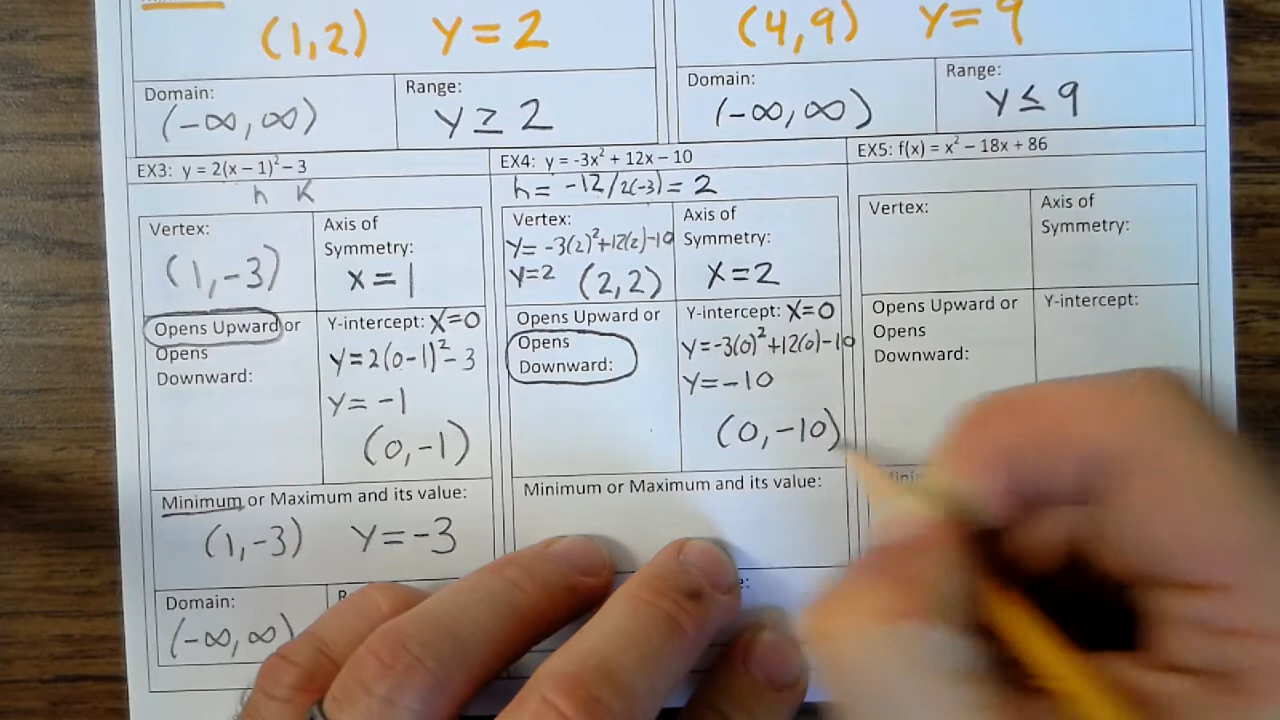 (1,2) y = 2
(4,9) y = 9
Domain:
(-∞,∞)
Range:
y ≥ 2
Domain:
(-∞,∞)
Range:
y ≤ 9
EX3: y = 2(x – 1)² – 3
h K
Vertex:
(1,-3)
Axis of
Symmetry:
x = 1
Opens Upward or
Opens
Downward:
Y-intercept: x=0
y=2(0-1)²-3
y= -1
(0,-1)
Minimum or Maximum and its value:
(1,-3) y=-3
Domain:
(-∞,∞)
EX4: y = -3x² + 12x – 10
h= -12/2(-3) = 2
Vertex:
y= -3(2)²+12(2)-10
y=2 (2,2)
Axis of
Symmetry:
x=2
Opens Upward or
Opens
Downward:
Y-intercept: x=0
y=-3(0)²+12(0)-10
y=-10
(0,-10)
Minimum or Maximum and its value:
EX5: f(x) = x² – 18x + 86
Vertex:
Axis of
Symmetry:
Opens Upward or
Opens
Downward:
Y-intercept: